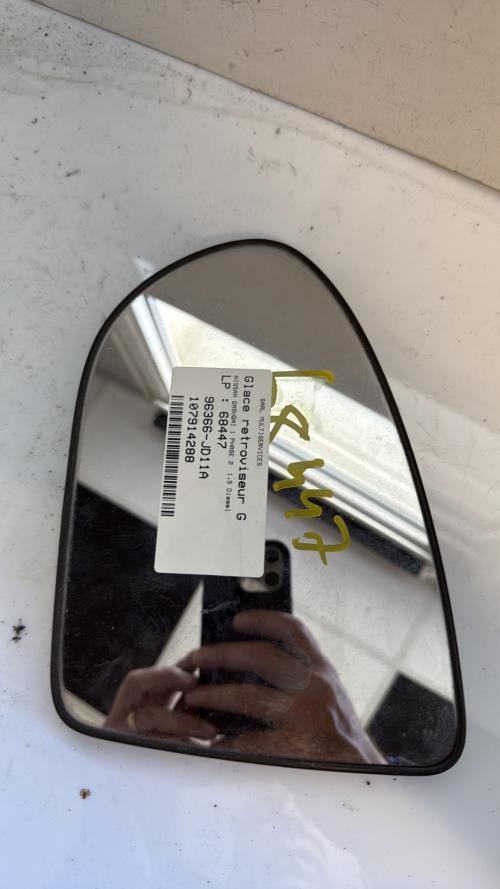 SARL MULTISERVICES
Glace retroviseur G
NISSAN QASHQAI 1 PHASE 2 1.5 Diesel
LP : 68447
96366-JD11A
107914288
68447